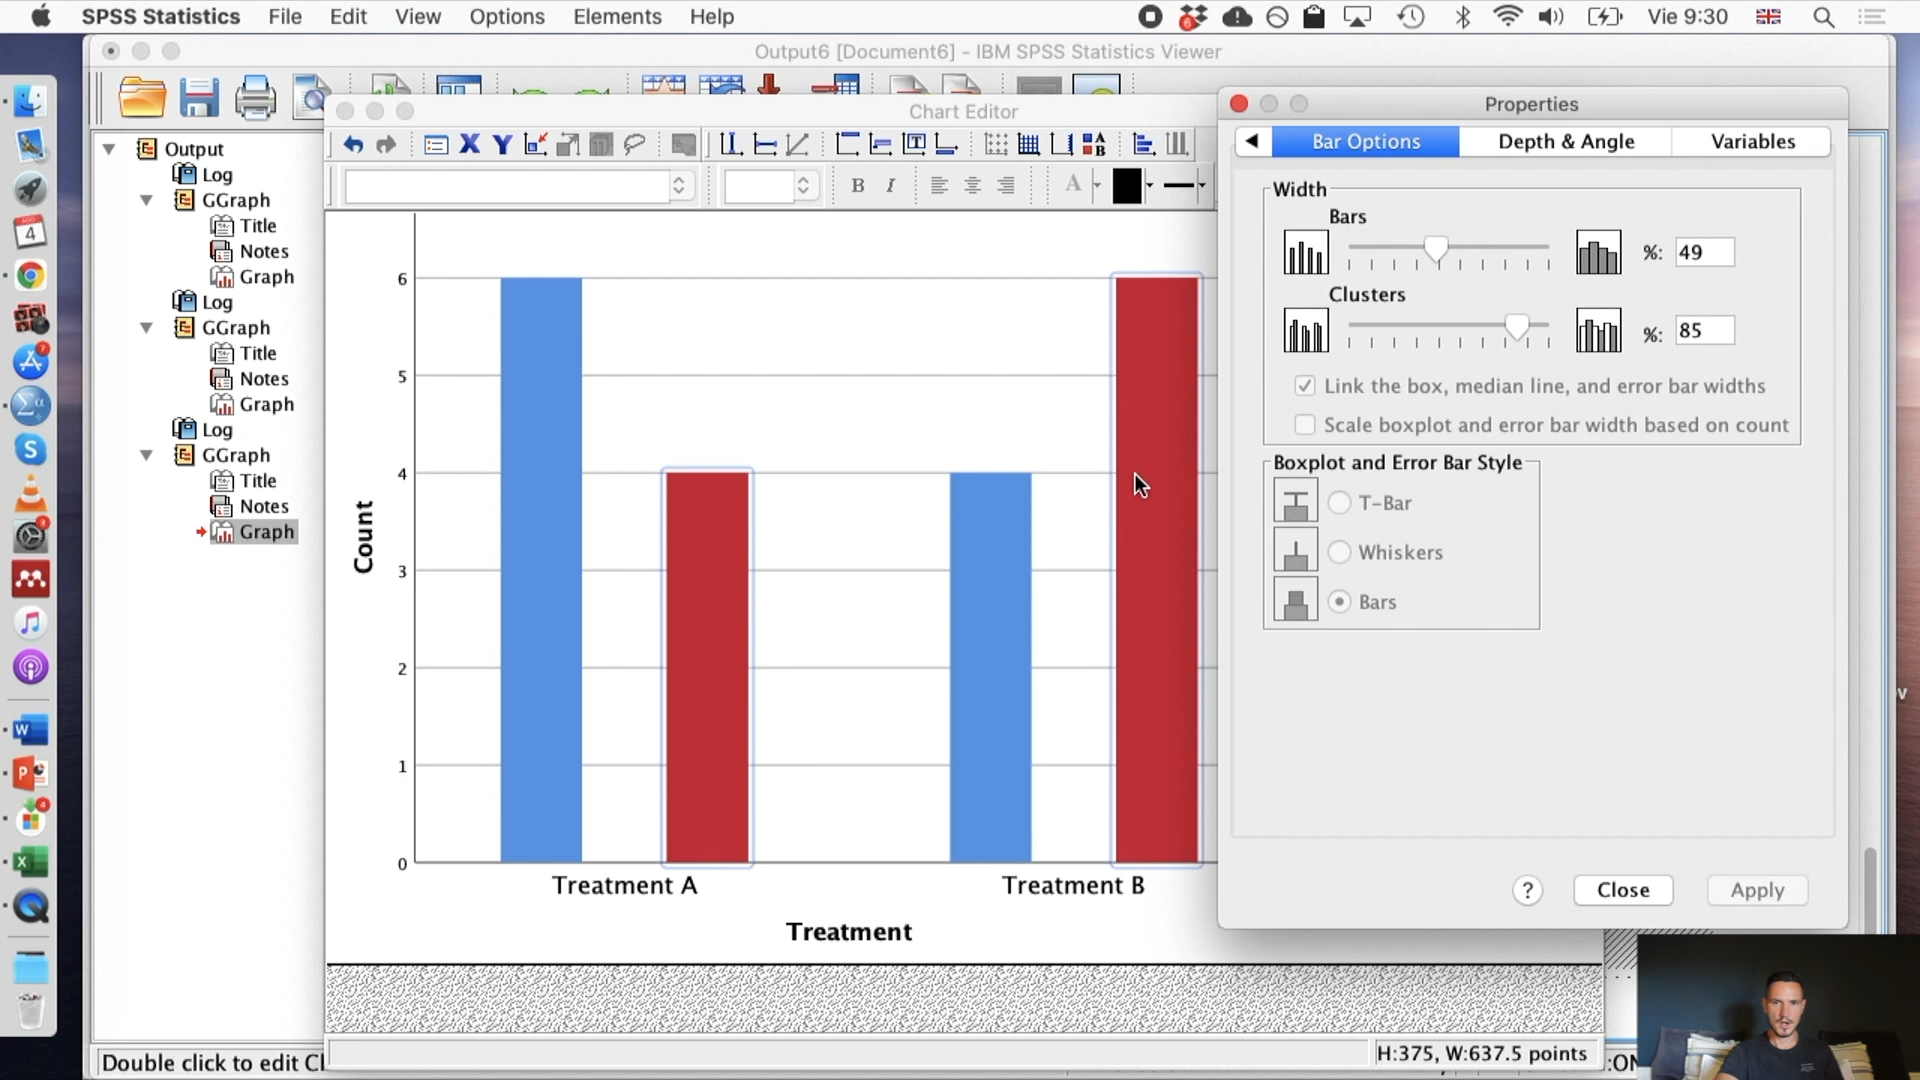 SPSS Statistics File Edit View Options Elements Help Vie 9:30
Output6 [Document6] - IBM SPSS Statistics Viewer
Chart Editor
Properties
Bar Options Depth & Angle Variables
Output
Log
GGraph
Title
Notes
Graph
Log
GGraph
Title
Notes
Graph
Log
GGraph
Title
Notes
Graph
X Y
B I A
6
5
4
3
2
1
0
Count
Treatment A Treatment B
Treatment
Width
Bars
%: 49
Clusters
%: 85
Link the box, median line, and error bar widths
Scale boxplot and error bar width based on count
Boxplot and Error Bar Style
T-Bar
Whiskers
Bars
? Close Apply
H:375, W:637.5 points
Double click to edit